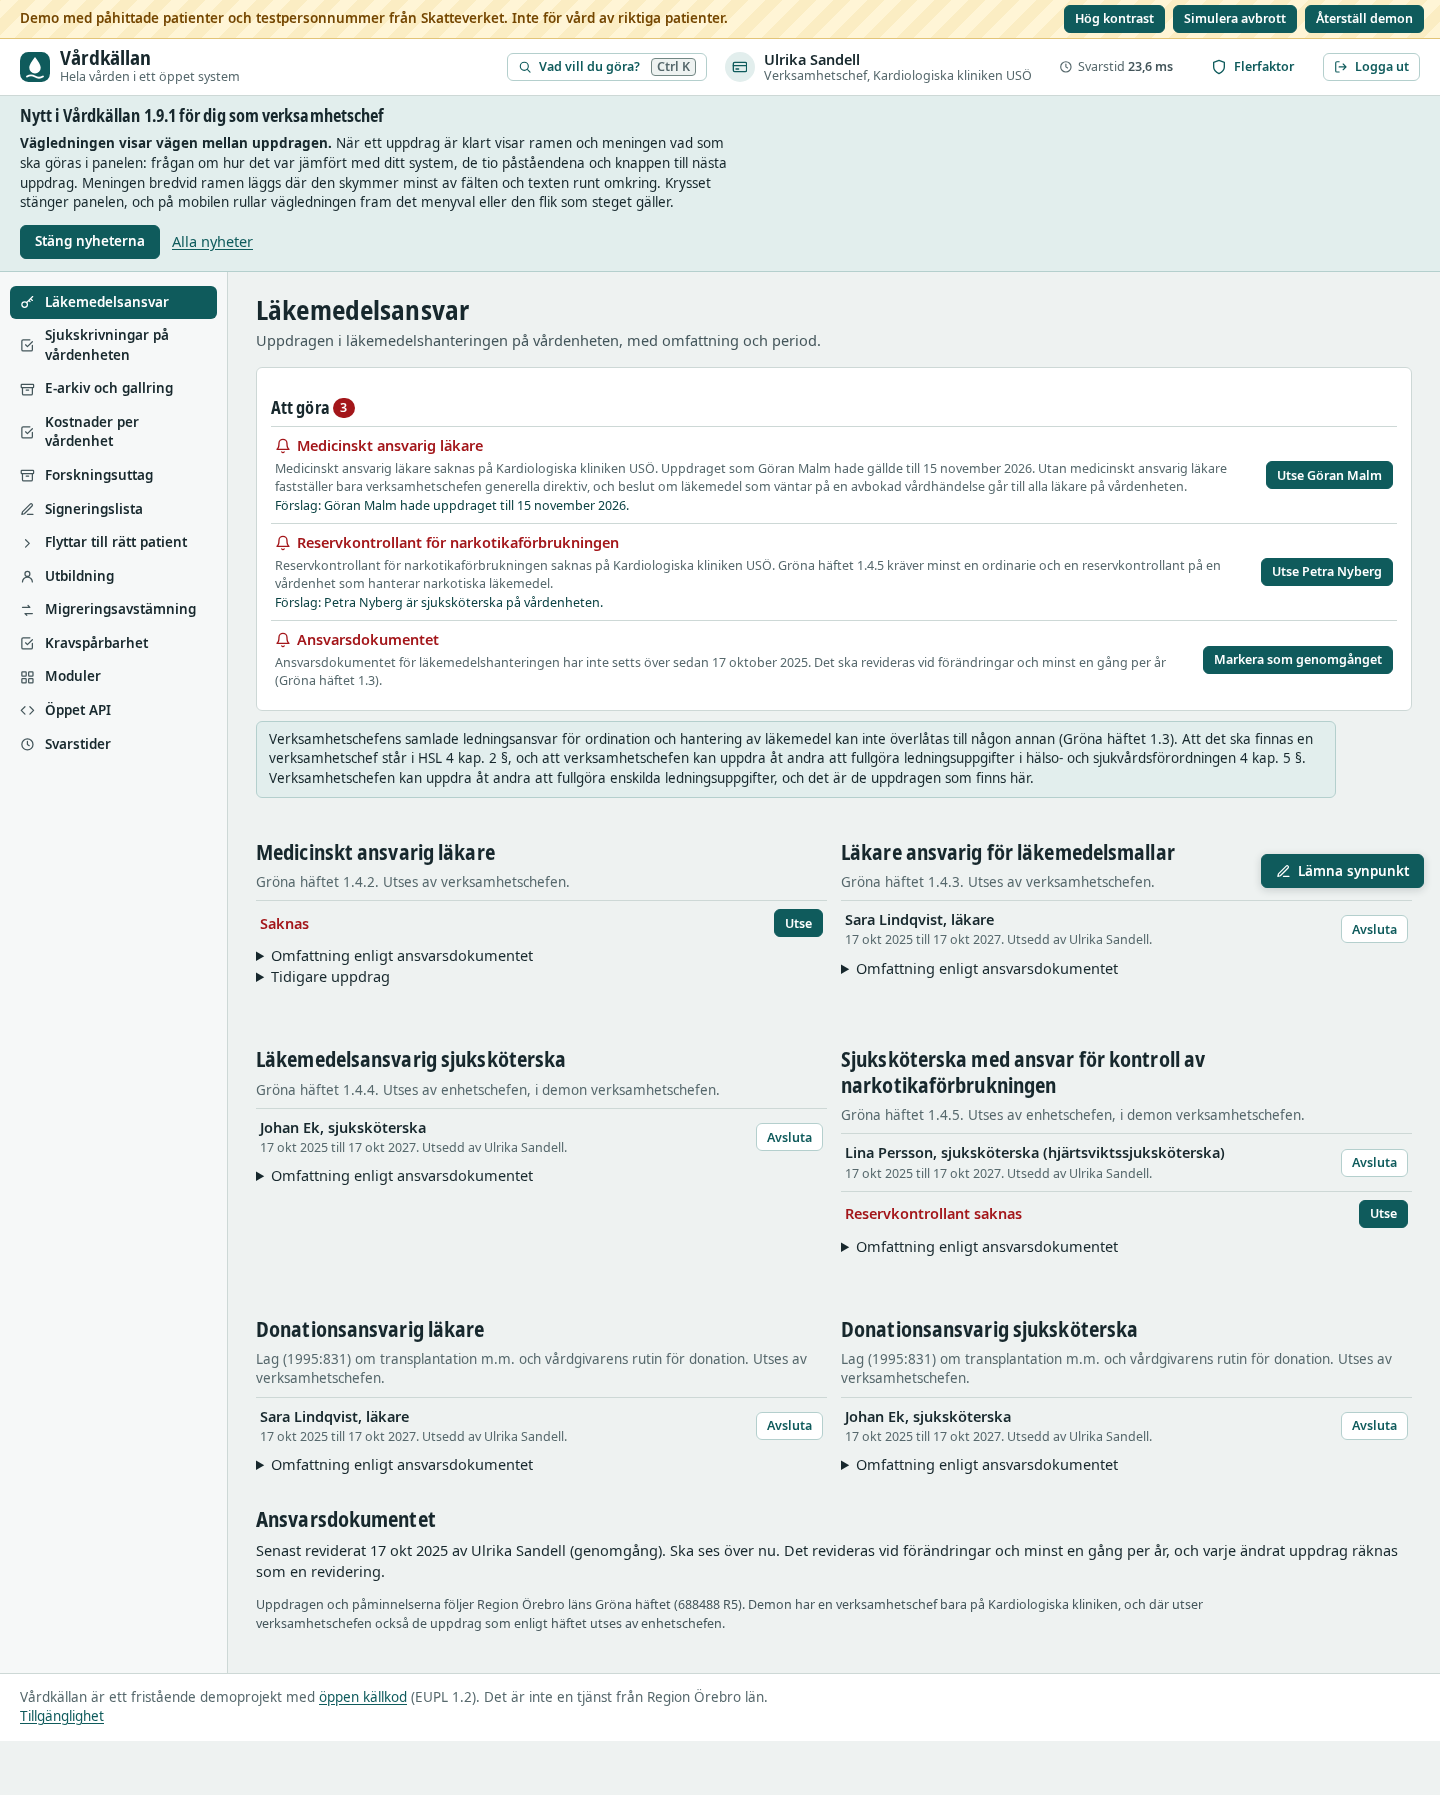 Demo med påhittade patienter och testpersonnummer från Skatteverket. Inte för vård av riktiga patienter.
Hög kontrast
Simulera avbrott
Återställ demon
Vårdkällan
Hela vården i ett öppet system
Vad vill du göra? Ctrl K
Ulrika Sandell
Verksamhetschef, Kardiologiska kliniken USÖ
Svarstid 23,6 ms
Flerfaktor
Logga ut
Nytt i Vårdkällan 1.9.1 för dig som verksamhetschef
Vägledningen visar vägen mellan uppdragen. När ett uppdrag är klart visar ramen och meningen vad som
ska göras i panelen: frågan om hur det var jämfört med ditt system, de tio påståendena och knappen till nästa
uppdrag. Meningen bredvid ramen läggs där den skymmer minst av fälten och texten runt omkring. Krysset
stänger panelen, och på mobilen rullar vägledningen fram det menyval eller den flik som steget gäller.
Stäng nyheterna
Alla nyheter
Läkemedelsansvar
Sjukskrivningar på
vårdenheten
E-arkiv och gallring
Kostnader per
vårdenhet
Forskningsuttag
Signeringslista
Flyttar till rätt patient
Utbildning
Migreringsavstämning
Kravspårbarhet
Moduler
Öppet API
Svarstider
Läkemedelsansvar
Uppdragen i läkemedelshanteringen på vårdenheten, med omfattning och period.
Att göra 3
Medicinskt ansvarig läkare
Medicinskt ansvarig läkare saknas på Kardiologiska kliniken USÖ. Uppdraget som Göran Malm hade gällde till 15 november 2026. Utan medicinskt ansvarig läkare
fastställer bara verksamhetschefen generella direktiv, och beslut om läkemedel som väntar på en avbokad vårdhändelse går till alla läkare på vårdenheten.
Förslag: Göran Malm hade uppdraget till 15 november 2026.
Utse Göran Malm
Reservkontrollant för narkotikaförbrukningen
Reservkontrollant för narkotikaförbrukningen saknas på Kardiologiska kliniken USÖ. Gröna häftet 1.4.5 kräver minst en ordinarie och en reservkontrollant på en
vårdenhet som hanterar narkotiska läkemedel.
Förslag: Petra Nyberg är sjuksköterska på vårdenheten.
Utse Petra Nyberg
Ansvarsdokumentet
Ansvarsdokumentet för läkemedelshanteringen har inte setts över sedan 17 oktober 2025. Det ska revideras vid förändringar och minst en gång per år
(Gröna häftet 1.3).
Markera som genomgånget
Verksamhetschefens samlade ledningsansvar för ordination och hantering av läkemedel kan inte överlåtas till någon annan (Gröna häftet 1.3). Att det ska finnas en
verksamhetschef står i HSL 4 kap. 2 §, och att verksamhetschefen kan uppdra åt andra att fullgöra ledningsuppgifter i hälso- och sjukvårdsförordningen 4 kap. 5 §.
Verksamhetschefen kan uppdra åt andra att fullgöra enskilda ledningsuppgifter, och det är de uppdragen som finns här.
Medicinskt ansvarig läkare
Gröna häftet 1.4.2. Utses av verksamhetschefen.
Saknas
Utse
Omfattning enligt ansvarsdokumentet
Tidigare uppdrag
Läkare ansvarig för läkemedelsmallar
Gröna häftet 1.4.3. Utses av verksamhetschefen.
Lämna synpunkt
Sara Lindqvist, läkare
17 okt 2025 till 17 okt 2027. Utsedd av Ulrika Sandell.
Avsluta
Omfattning enligt ansvarsdokumentet
Läkemedelsansvarig sjuksköterska
Gröna häftet 1.4.4. Utses av enhetschefen, i demon verksamhetschefen.
Johan Ek, sjuksköterska
17 okt 2025 till 17 okt 2027. Utsedd av Ulrika Sandell.
Avsluta
Omfattning enligt ansvarsdokumentet
Sjuksköterska med ansvar för kontroll av
narkotikaförbrukningen
Gröna häftet 1.4.5. Utses av enhetschefen, i demon verksamhetschefen.
Lina Persson, sjuksköterska (hjärtsviktssjuksköterska)
17 okt 2025 till 17 okt 2027. Utsedd av Ulrika Sandell.
Avsluta
Reservkontrollant saknas
Utse
Omfattning enligt ansvarsdokumentet
Donationsansvarig läkare
Lag (1995:831) om transplantation m.m. och vårdgivarens rutin för donation. Utses av
verksamhetschefen.
Sara Lindqvist, läkare
17 okt 2025 till 17 okt 2027. Utsedd av Ulrika Sandell.
Avsluta
Omfattning enligt ansvarsdokumentet
Donationsansvarig sjuksköterska
Lag (1995:831) om transplantation m.m. och vårdgivarens rutin för donation. Utses av
verksamhetschefen.
Johan Ek, sjuksköterska
17 okt 2025 till 17 okt 2027. Utsedd av Ulrika Sandell.
Avsluta
Omfattning enligt ansvarsdokumentet
Ansvarsdokumentet
Senast reviderat 17 okt 2025 av Ulrika Sandell (genomgång). Ska ses över nu. Det revideras vid förändringar och minst en gång per år, och varje ändrat uppdrag räknas
som en revidering.
Uppdragen och påminnelserna följer Region Örebro läns Gröna häftet (688488 R5). Demon har en verksamhetschef bara på Kardiologiska kliniken, och där utser
verksamhetschefen också de uppdrag som enligt häftet utses av enhetschefen.
Vårdkällan är ett fristående demoprojekt med öppen källkod (EUPL 1.2). Det är inte en tjänst från Region Örebro län.
Tillgänglighet